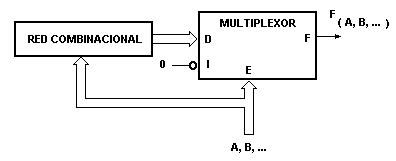 F
( A, B, ... )
MULTIPLEXOR
RED COMBINACIONAL
D
F
0
I
E
A, B, ...